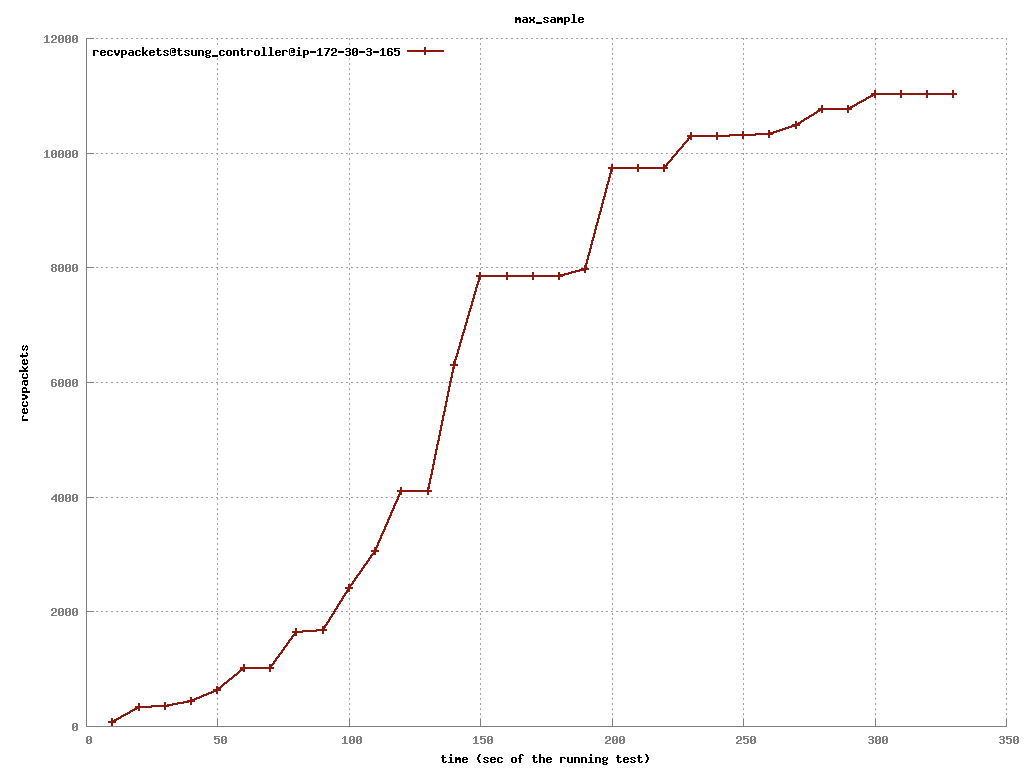 max_sample
12000
recvpackets@tsung_controller@ip-172-30-3-165
10000
8000
6000
4000
2000
0
recvpackets
0 50 100 150 200 250 300 350
time (sec of the running test)